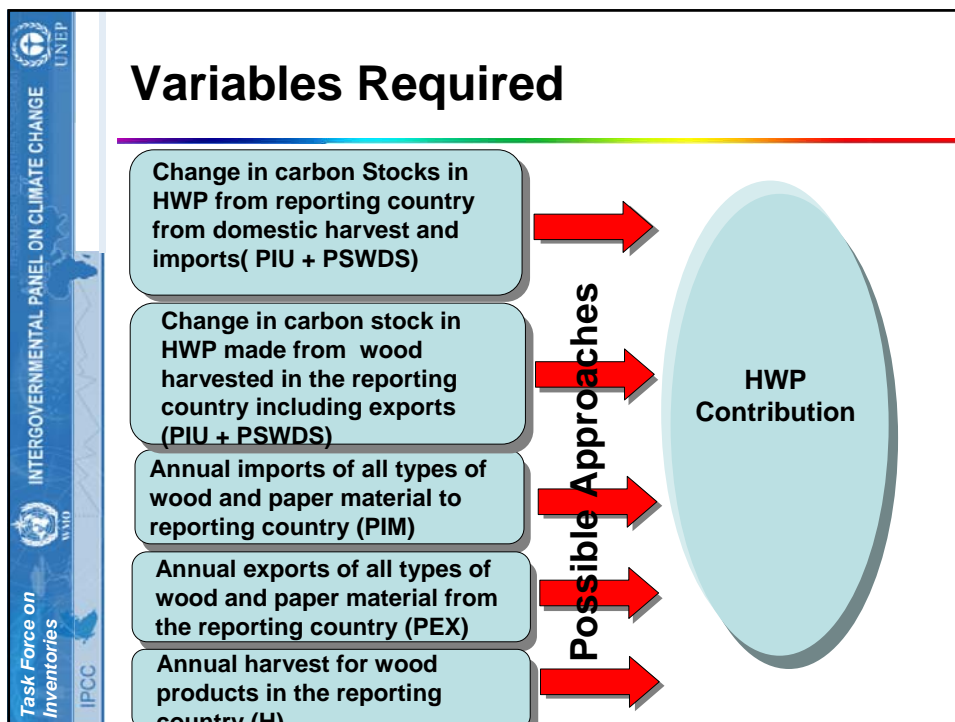 UNEP
INTERGOVERNMENTAL PANEL ON CLIMATE CHANGE
WMO
Task Force on
Inventories
IPCC
Variables Required
Change in carbon Stocks in
HWP from reporting country
from domestic harvest and
imports( PIU + PSWDS)
Change in carbon stock in
HWP made from wood
harvested in the reporting
country including exports
(PIU + PSWDS)
Annual imports of all types of
wood and paper material to
reporting country (PIM)
Annual exports of all types of
wood and paper material from
the reporting country (PEX)
Annual harvest for wood
products in the reporting
country (H)
Possible Approaches
HWP
Contribution